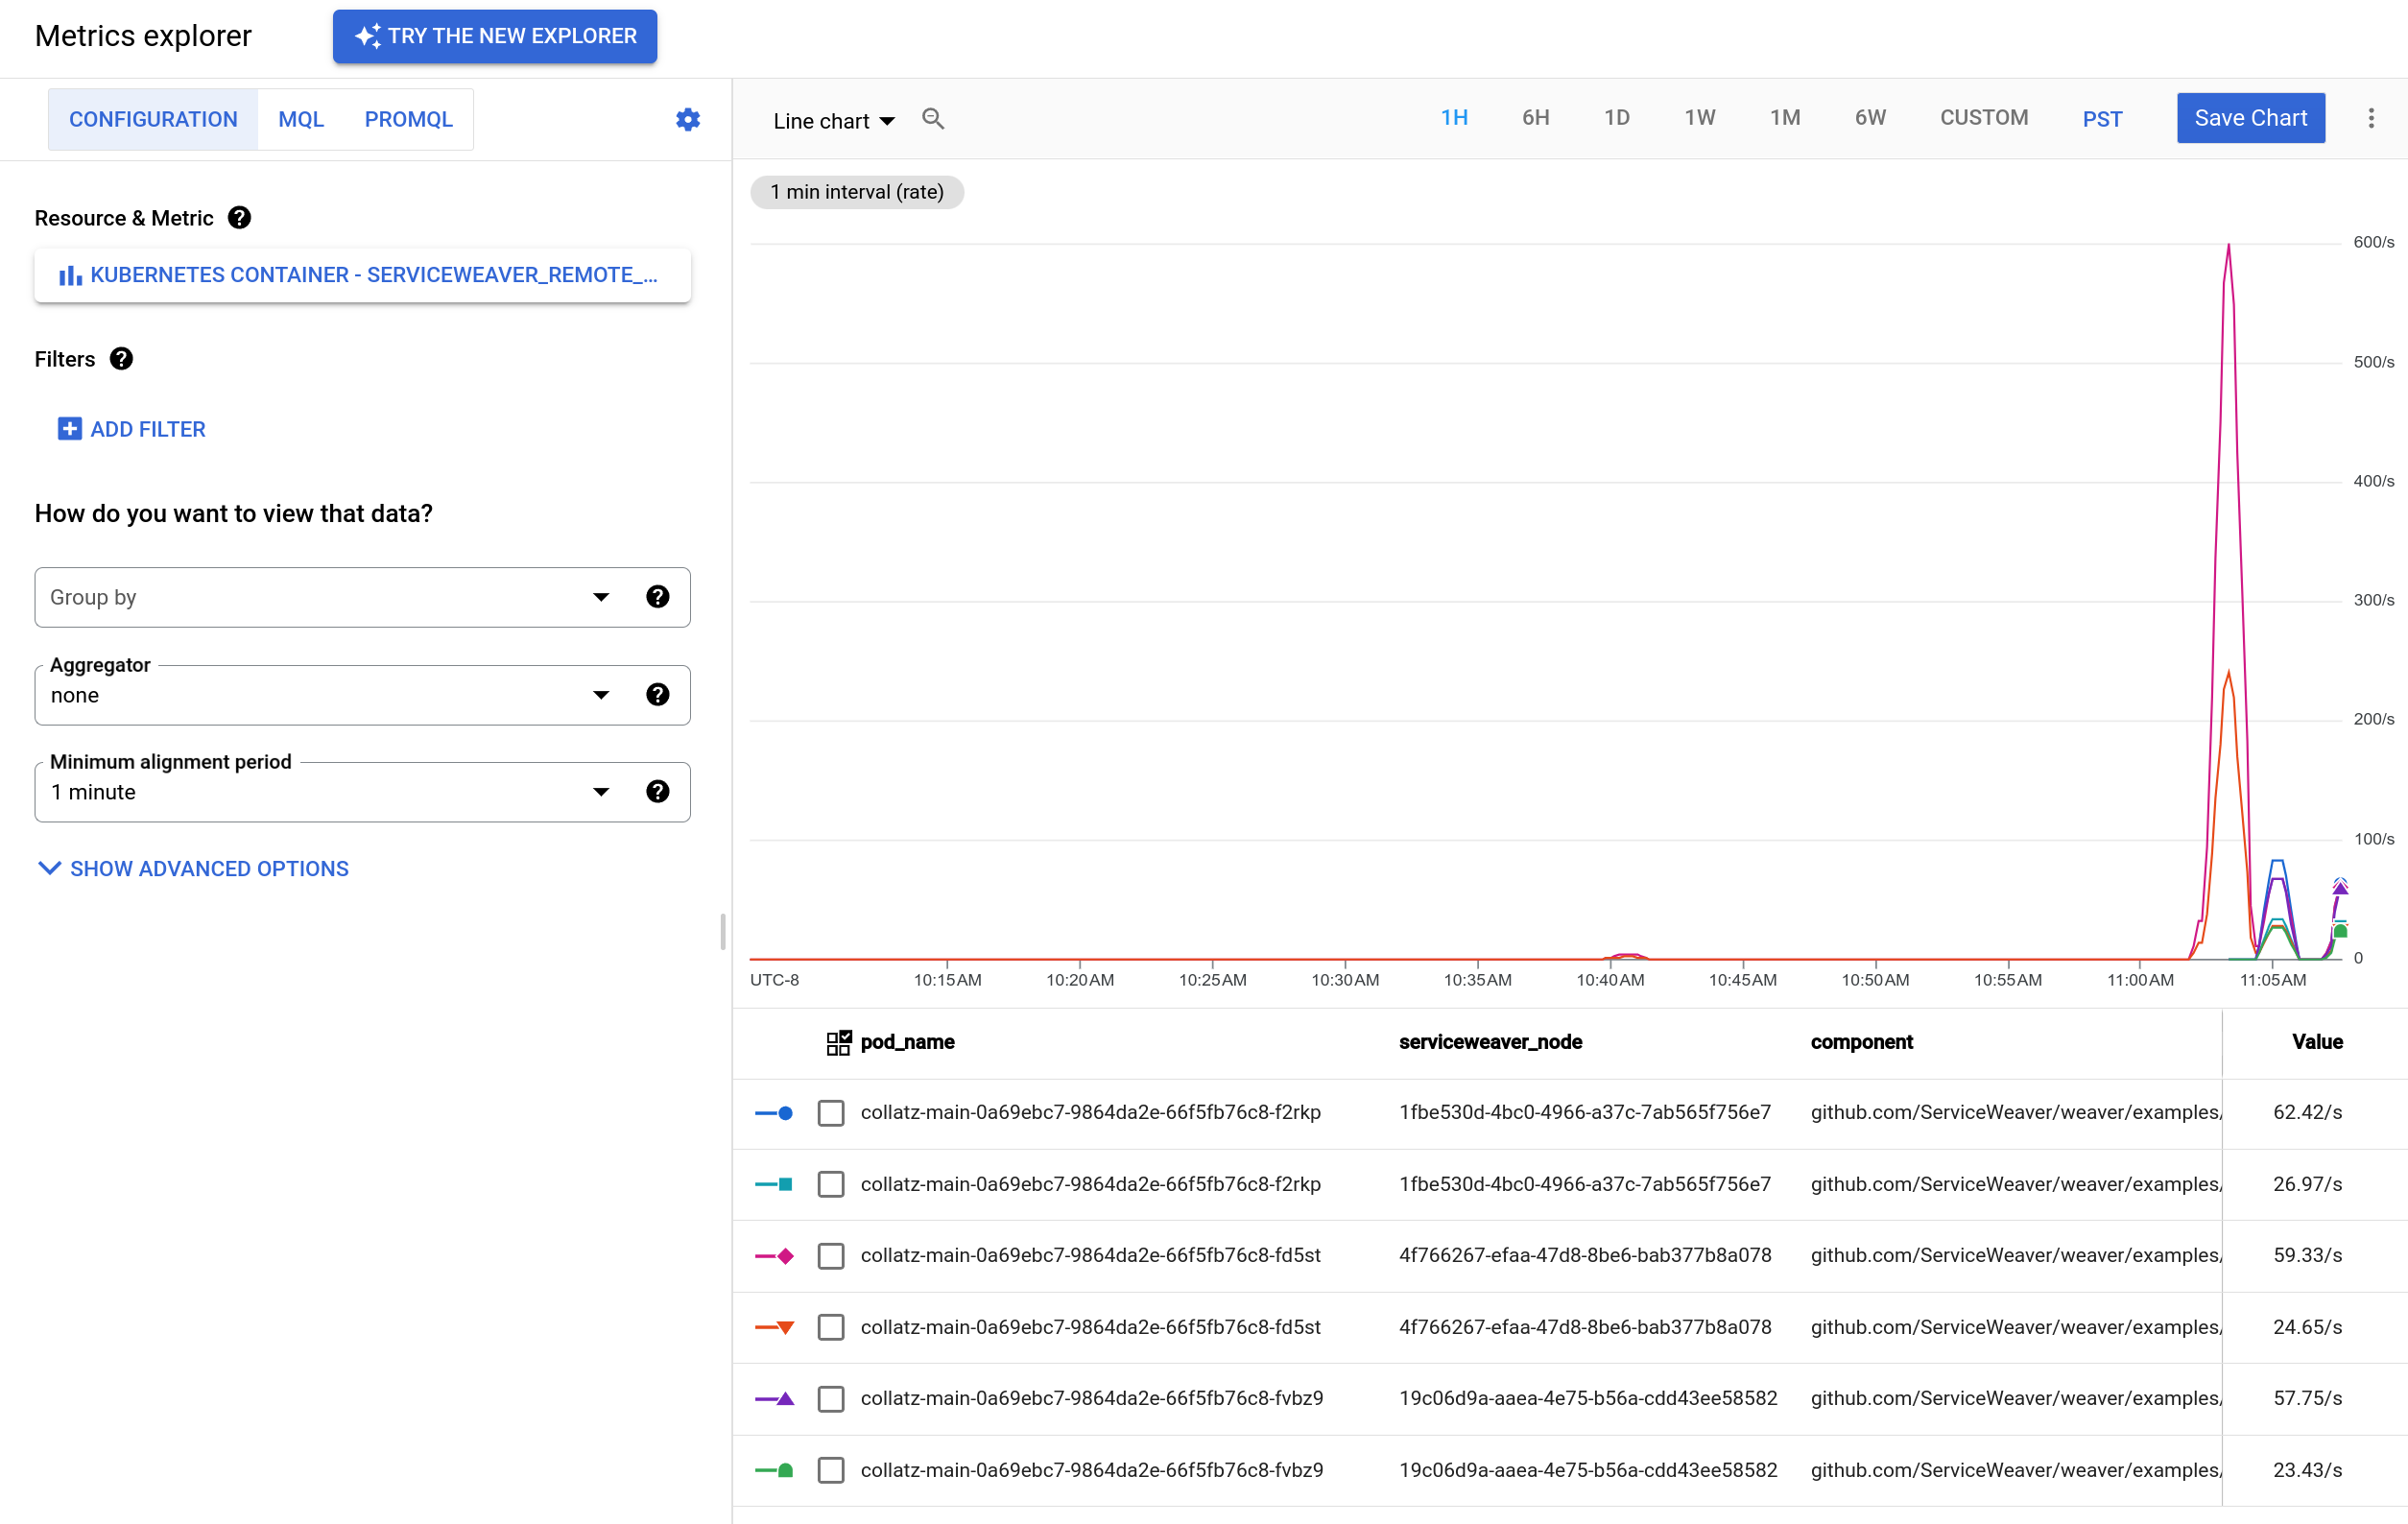 Metrics explorer
TRY THE NEW EXPLORER
CONFIGURATION MQL PROMQL
Line chart
1H 6H 1D 1W 1M 6W CUSTOM PST Save Chart
Resource & Metric
KUBERNETES CONTAINER - SERVICEWEAVER_REMOTE_...
Filters
ADD FILTER
How do you want to view that data?
Group by
Aggregator
none
Minimum alignment period
1 minute
SHOW ADVANCED OPTIONS
1 min interval (rate)
600/s
500/s
400/s
300/s
200/s
100/s
0
UTC-8 10:15AM 10:20AM 10:25AM 10:30AM 10:35AM 10:40AM 10:45AM 10:50AM 10:55AM 11:00AM 11:05AM
pod_name serviceweaver_node component Value
collatz-main-0a69ebc7-9864da2e-66f5fb76c8-f2rkp 1fbe530d-4bc0-4966-a37c-7ab565f756e7 github.com/ServiceWeaver/weaver/examples/ 62.42/s
collatz-main-0a69ebc7-9864da2e-66f5fb76c8-f2rkp 1fbe530d-4bc0-4966-a37c-7ab565f756e7 github.com/ServiceWeaver/weaver/examples/ 26.97/s
collatz-main-0a69ebc7-9864da2e-66f5fb76c8-fd5st 4f766267-efaa-47d8-8be6-bab377b8a078 github.com/ServiceWeaver/weaver/examples/ 59.33/s
collatz-main-0a69ebc7-9864da2e-66f5fb76c8-fd5st 4f766267-efaa-47d8-8be6-bab377b8a078 github.com/ServiceWeaver/weaver/examples/ 24.65/s
collatz-main-0a69ebc7-9864da2e-66f5fb76c8-fvbz9 19c06d9a-aaea-4e75-b56a-cdd43ee58582 github.com/ServiceWeaver/weaver/examples/ 57.75/s
collatz-main-0a69ebc7-9864da2e-66f5fb76c8-fvbz9 19c06d9a-aaea-4e75-b56a-cdd43ee58582 github.com/ServiceWeaver/weaver/examples/ 23.43/s